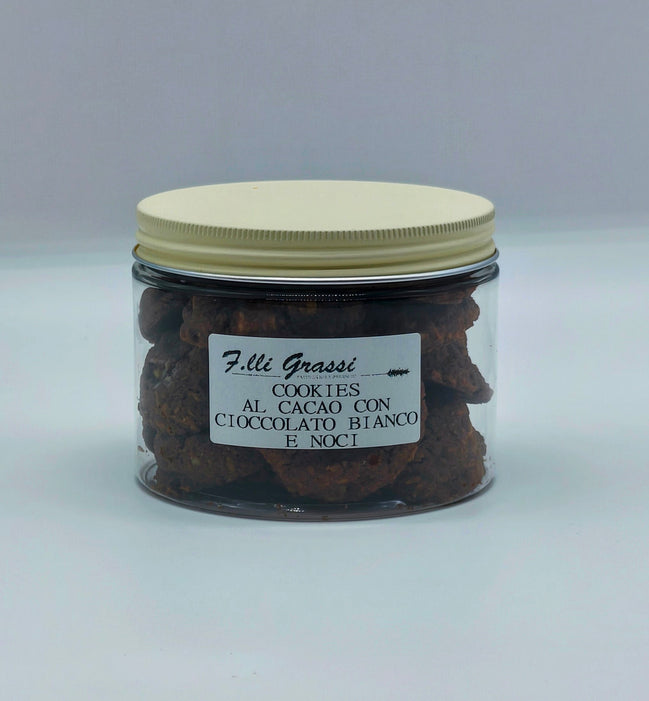 F.lli Grassi
COOKIES
AL CACAO CON
CIOCCOLATO BIANCO
E NOCI